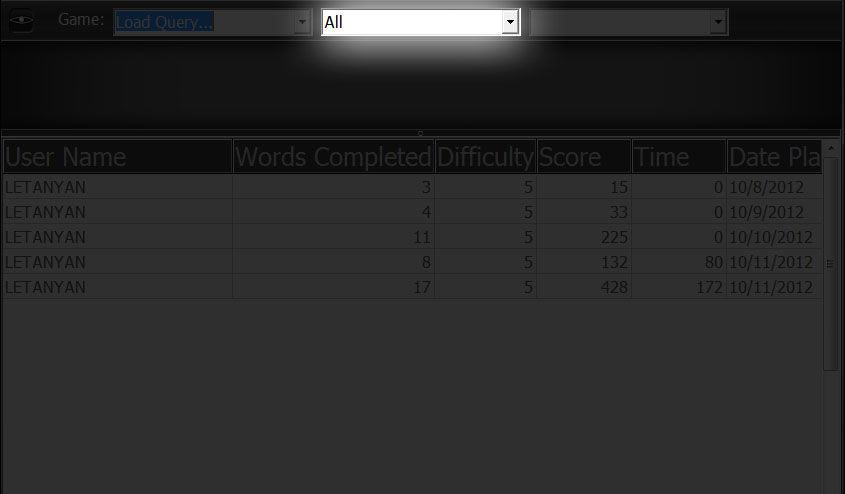 Game: Load Query... All
User Name Words Completed Difficulty Score Time Date Pla
LETANYAN 3 5 15 0 10/8/2012
LETANYAN 4 5 33 0 10/9/2012
LETANYAN 11 5 225 0 10/10/2012
LETANYAN 8 5 132 80 10/11/2012
LETANYAN 17 5 428 172 10/11/2012